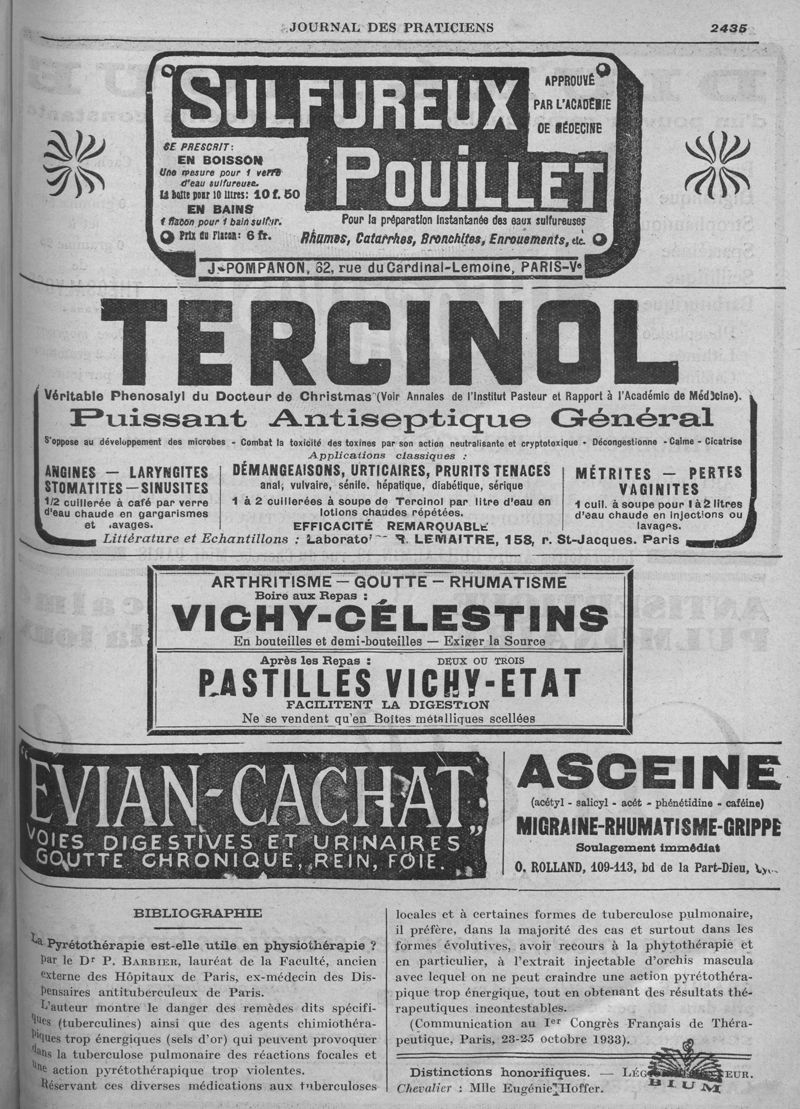 JOURNAL DES PRATICIENS
2435
SULFUREUX
POUILLET
APPROUVÉ
PAR L'ACADÉMIE
DE MÉDECINE
SE PRESCRIT:
EN BOISSON
Une mesure pour 1 verre
d'eau sulfureuse.
La boîte pour 10 litres: 10 f. 50
EN BAINS
1 flacon pour 1 bain sulfur.
Prix du Flacon: 6 fr.
Pour la préparation instantanée des eaux sulfureuses
Rhumes, Catarrhes, Bronchites, Enrouements, etc.
J. POMPANON, 62, rue du Cardinal-Lemoine, PARIS-Ve
TERCINOL
Véritable Phenosalyl du Docteur de Christmas (Voir Annales de l'Institut Pasteur et Rapport à l'Académie de Médecine).
Puissant Antiseptique Général
S'oppose au développement des microbes - Combat la toxicité des toxines par son action neutralisante et cryptotoxique - Décongestionne - Calme - Cicatrise
Applications classiques :
ANGINES — LARYNGITES
STOMATITES - SINUSITES
1/2 cuillerée à café par verre
d'eau chaude en gargarismes
et lavages.
DÉMANGEAISONS, URTICAIRES, PRURITS TENACES
anal, vulvaire, sénile, hépatique, diabétique, sérique
1 à 2 cuillerées à soupe de Tercinol par litre d'eau en
lotions chaudes répétées.
EFFICACITÉ REMARQUABLE
MÉTRITES — PERTES
VAGINITES
1 cuil. à soupe pour 1 à 2 litres
d'eau chaude en injections ou
lavages.
Littérature et Echantillons : Laborato R. LEMAITRE, 158, r. St-Jacques. Paris
ARTHRITISME — GOUTTE — RHUMATISME
Boire aux Repas :
VICHY-CÉLESTINS
En bouteilles et demi-bouteilles — Exiger la Source
Après les Repas : DEUX OU TROIS
PASTILLES VICHY-ETAT
FACILITENT LA DIGESTION
Ne se vendent qu'en Boîtes métalliques scellées
"EVIAN-CACHAT"
VOIES DIGESTIVES ET URINAIRES
GOUTTE CHRONIQUE, REIN, FOIE.
ASCEINE
(acétyl - salicyl - acét - phénétidine - caféine)
MIGRAINE-RHUMATISME-GRIPPE
Soulagement immédiat
O. ROLLAND, 109-113, bd de la Part-Dieu, Lyon
BIBLIOGRAPHIE
La Pyrétothérapie est-elle utile en physiothérapie ?
par le Dr P. BARBIER, lauréat de la Faculté, ancien
externe des Hôpitaux de Paris, ex-médecin des Dis-
pensaires antituberculeux de Paris.
L'auteur montre le danger des remèdes dits spécifi-
ques (tuberculines) ainsi que des agents chimiothéra-
piques trop énergiques (sels d'or) qui peuvent provoquer
dans la tuberculose pulmonaire des réactions focales et
une action pyrétothérapique trop violentes.
Réservant ces diverses médications aux tuberculoses
locales et à certaines formes de tuberculose pulmonaire,
il préfère, dans la majorité des cas et surtout dans les
formes évolutives, avoir recours à la phytothérapie et
en particulier, à l'extrait injectable d'orchis mascula
avec lequel on ne peut craindre une action pyrétothéra-
pique trop énergique, tout en obtenant des résultats thé-
rapeutiques incontestables.
(Communication au Ier Congrès Français de Théra-
peutique, Paris, 23-25 octobre 1933).
Distinctions honorifiques. —
Chevalier : Mlle Eugénie Hoffer.
BIUM